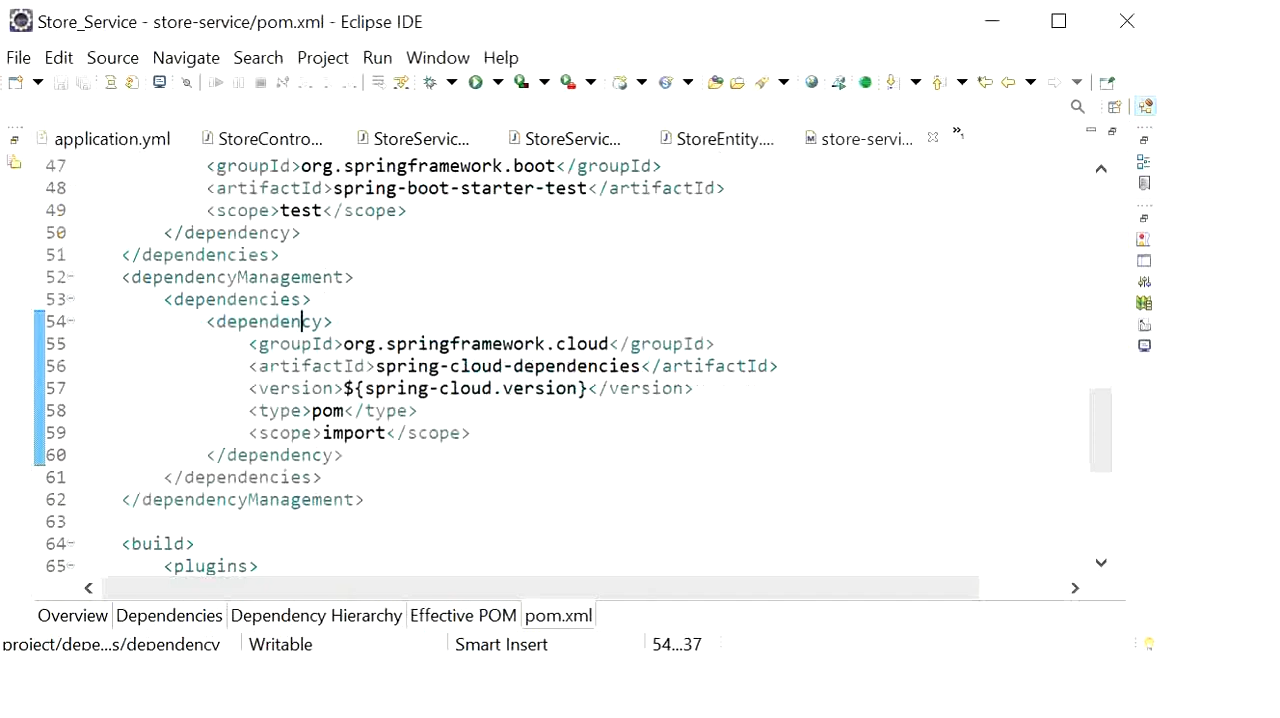 Store_Service - store-service/pom.xml - Eclipse IDE
File Edit Source Navigate Search Project Run Window Help
application.yml StoreContro... StoreServic... StoreServic... StoreEntity.... store-servi... »1
47 <groupId>org.springframework.boot</groupId>
48 <artifactId>spring-boot-starter-test</artifactId>
49 <scope>test</scope>
50 </dependency>
51 </dependencies>
52 <dependencyManagement>
53 <dependencies>
54 <dependency>
55 <groupId>org.springframework.cloud</groupId>
56 <artifactId>spring-cloud-dependencies</artifactId>
57 <version>${spring-cloud.version}</version>
58 <type>pom</type>
59 <scope>import</scope>
60 </dependency>
61 </dependencies>
62 </dependencyManagement>
63
64 <build>
65 <plugins>
Overview Dependencies Dependency Hierarchy Effective POM pom.xml
project/depe...s/dependency Writable Smart Insert 54...37